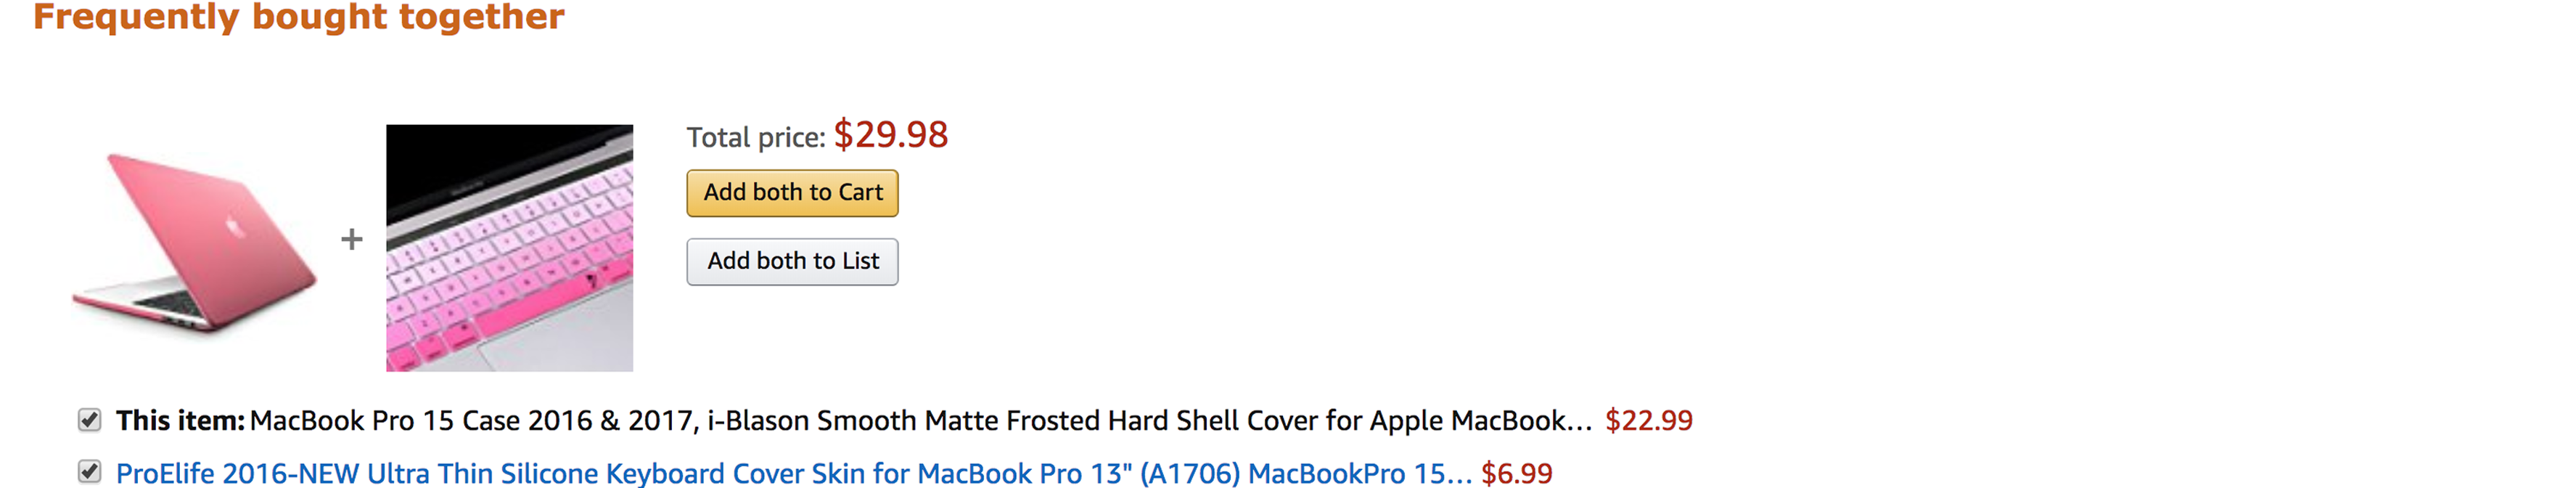 Frequently bought together
Total price: $29.98
Add both to Cart
+
Add both to List
This item: MacBook Pro 15 Case 2016 & 2017, i-Blason Smooth Matte Frosted Hard Shell Cover for Apple MacBook… $22.99
ProElife 2016-NEW Ultra Thin Silicone Keyboard Cover Skin for MacBook Pro 13" (A1706) MacBookPro 15… $6.99